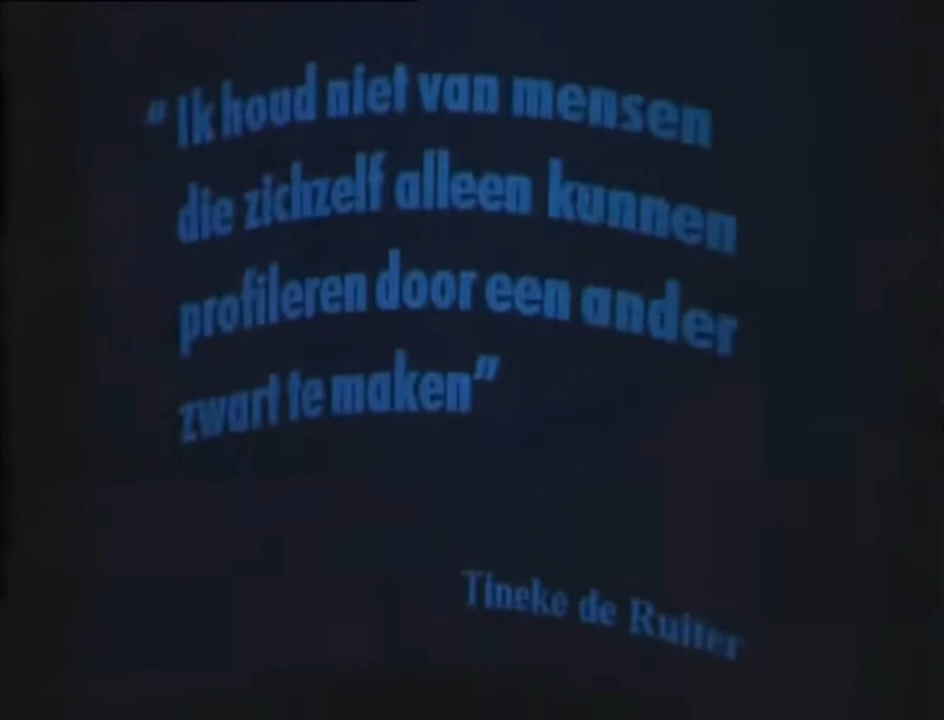 “Ik houd niet van mensen
die zichzelf alleen kunnen
profileren door een ander
zwart te maken”
Tineke de Ruiter